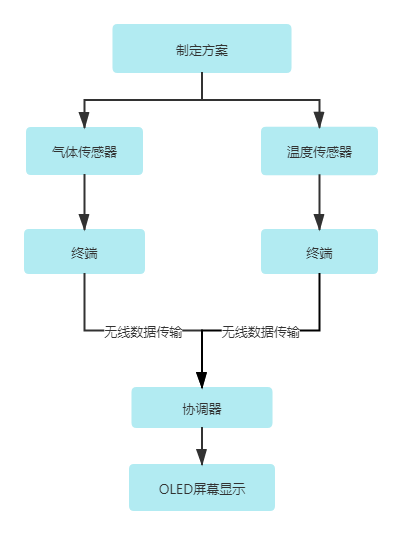 制定方案
气体传感器
温度传感器
终端
终端
无线数据传输
无线数据传输
协调器
OLED屏幕显示